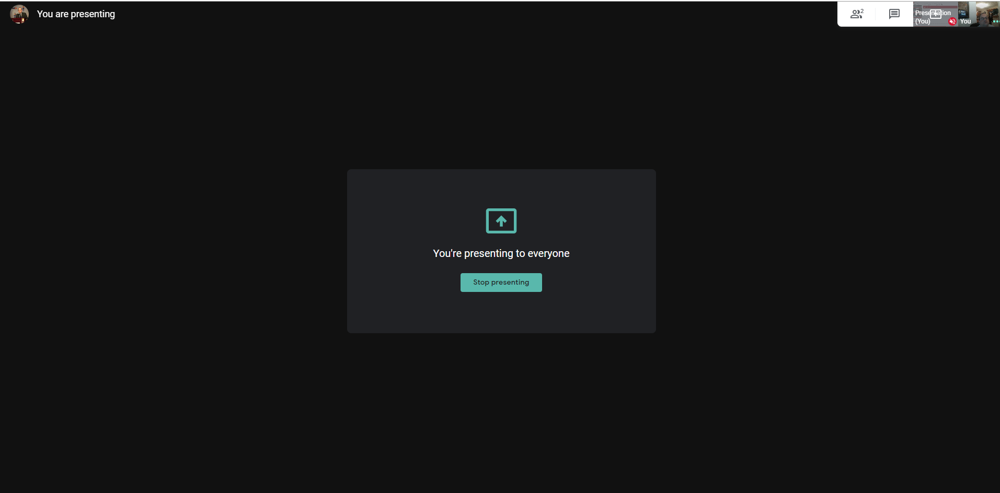 You are presenting
2
Presentation
(You)
You
You're presenting to everyone
Stop presenting